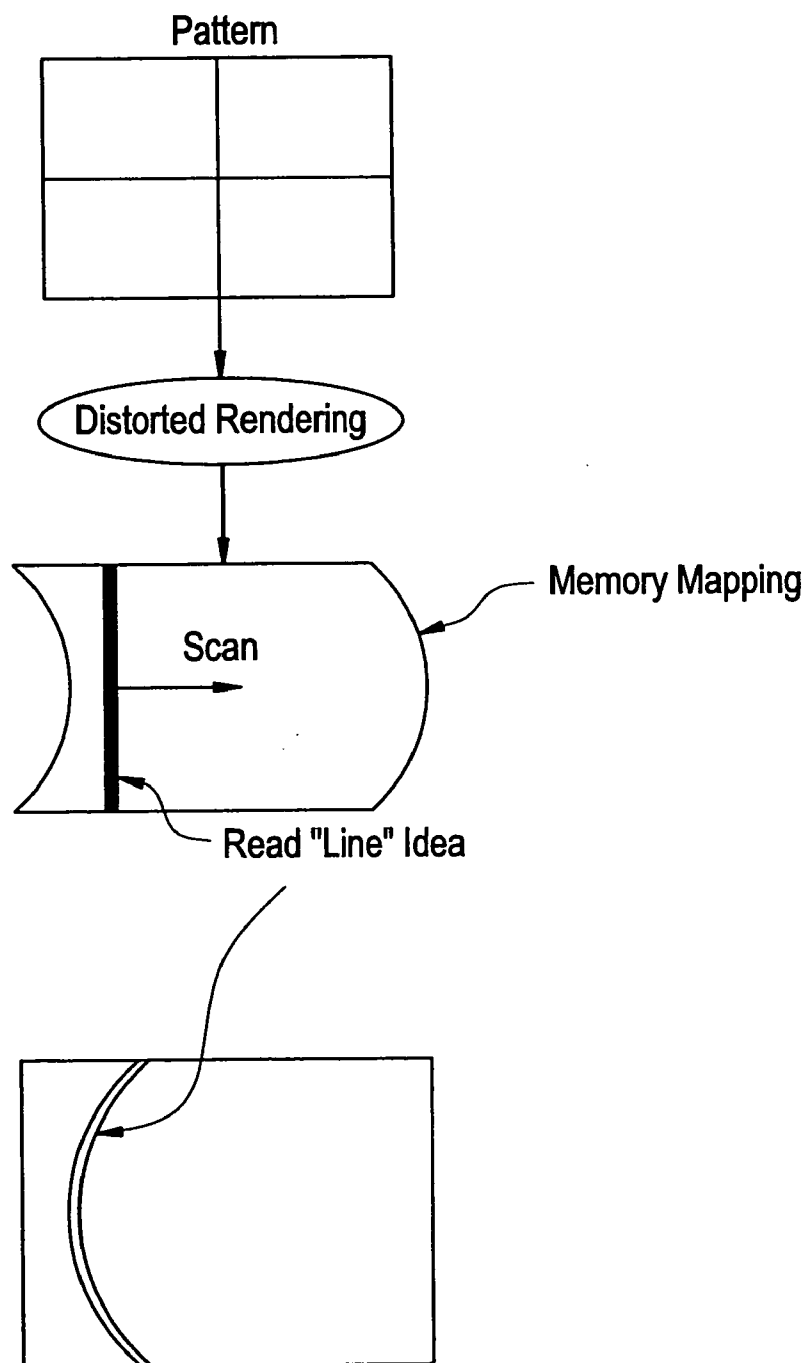 Pattern
Distorted Rendering
Memory Mapping
Scan
Read "Line" Idea